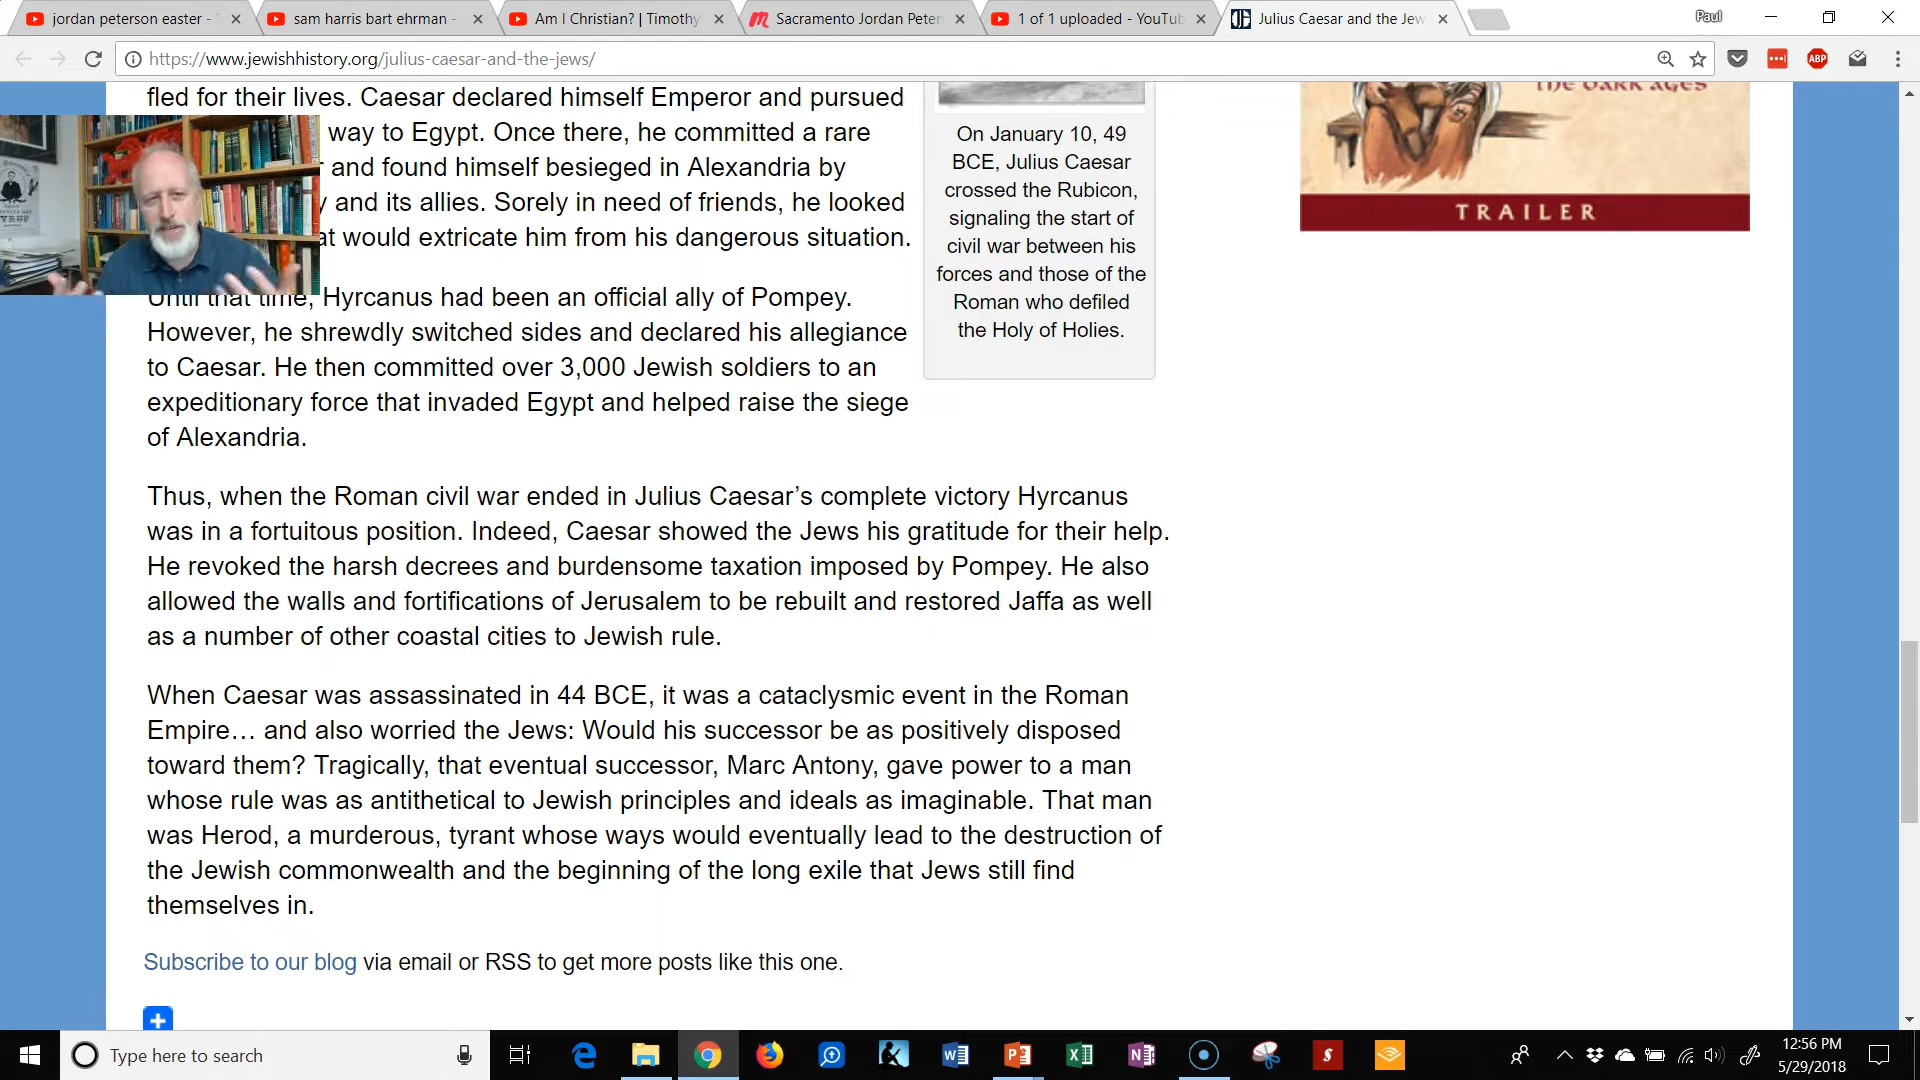 jordan peterson easter -
sam harris bart ehrman -
Am I Christian? | Timothy
Sacramento Jordan Peter
1 of 1 uploaded - YouTub
Julius Caesar and the Jew
Paul
https://www.jewishhistory.org/julius-caesar-and-the-jews/
ABP
fled for their lives. Caesar declared himself Emperor and pursued
way to Egypt. Once there, he committed a rare
and found himself besieged in Alexandria by
and its allies. Sorely in need of friends, he looked
at would extricate him from his dangerous situation.
Until that time, Hyrcanus had been an official ally of Pompey.
However, he shrewdly switched sides and declared his allegiance
to Caesar. He then committed over 3,000 Jewish soldiers to an
expeditionary force that invaded Egypt and helped raise the siege
of Alexandria.
On January 10, 49
BCE, Julius Caesar
crossed the Rubicon,
signaling the start of
civil war between his
forces and those of the
Roman who defiled
the Holy of Holies.
THE DARK AGES
TRAILER
Thus, when the Roman civil war ended in Julius Caesar’s complete victory Hyrcanus
was in a fortuitous position. Indeed, Caesar showed the Jews his gratitude for their help.
He revoked the harsh decrees and burdensome taxation imposed by Pompey. He also
allowed the walls and fortifications of Jerusalem to be rebuilt and restored Jaffa as well
as a number of other coastal cities to Jewish rule.
When Caesar was assassinated in 44 BCE, it was a cataclysmic event in the Roman
Empire… and also worried the Jews: Would his successor be as positively disposed
toward them? Tragically, that eventual successor, Marc Antony, gave power to a man
whose rule was as antithetical to Jewish principles and ideals as imaginable. That man
was Herod, a murderous, tyrant whose ways would eventually lead to the destruction of
the Jewish commonwealth and the beginning of the long exile that Jews still find
themselves in.
Subscribe to our blog via email or RSS to get more posts like this one.
Type here to search
12:56 PM
5/29/2018